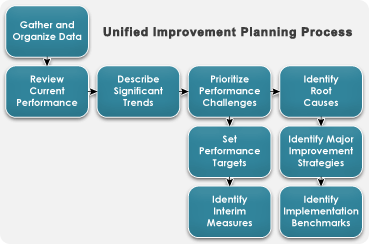 Gather and
Organize Data
Unified Improvement Planning Process
Review
Current
Performance
Describe
Significant
Trends
Prioritize
Performance
Challenges
Identify
Root
Causes
Set
Performance
Targets
Identify Major
Improvement
Strategies
Identify
Interim
Measures
Identify
Implementation
Benchmarks